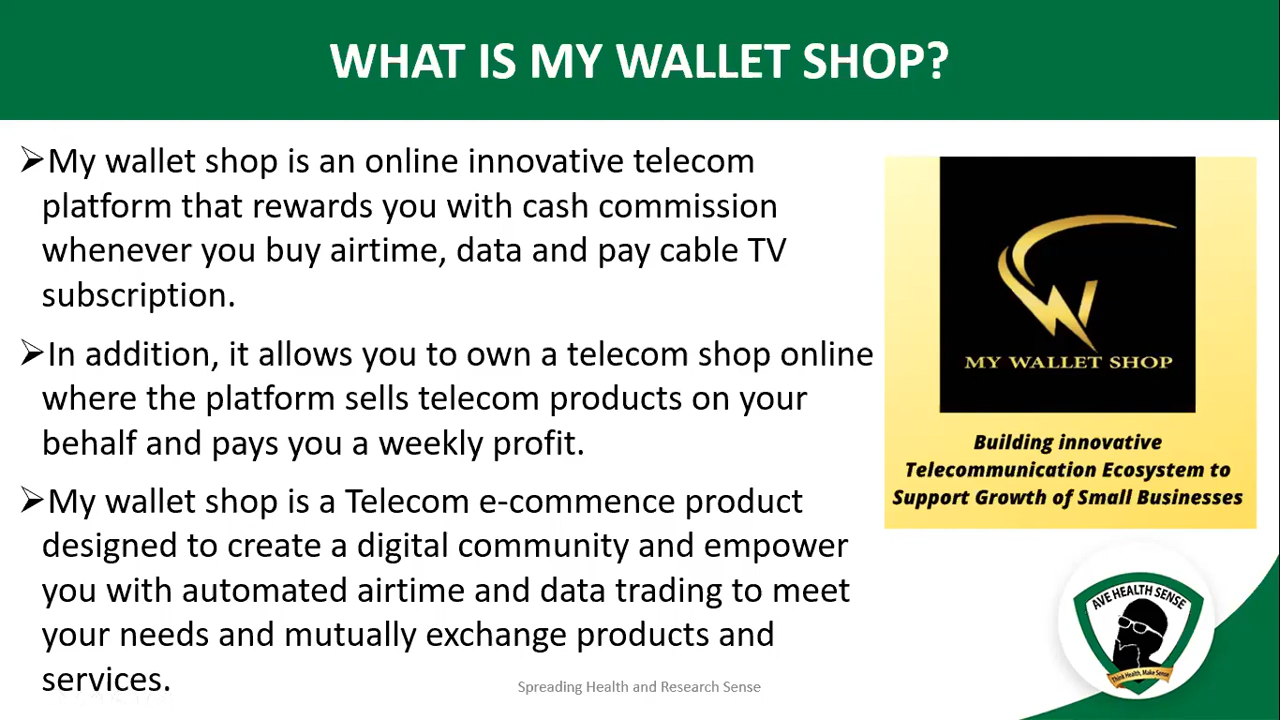 WHAT IS MY WALLET SHOP?
➢My wallet shop is an online innovative telecom
platform that rewards you with cash commission
whenever you buy airtime, data and pay cable TV
subscription.
➢In addition, it allows you to own a telecom shop online
where the platform sells telecom products on your
behalf and pays you a weekly profit.
➢My wallet shop is a Telecom e-commence product
designed to create a digital community and empower
you with automated airtime and data trading to meet
your needs and mutually exchange products and
services.
MY WALLET SHOP
Building innovative
Telecommunication Ecosystem to
Support Growth of Small Businesses
AVE HEALTH SENSE
Think Health, Make Sense
Spreading Health and Research Sense